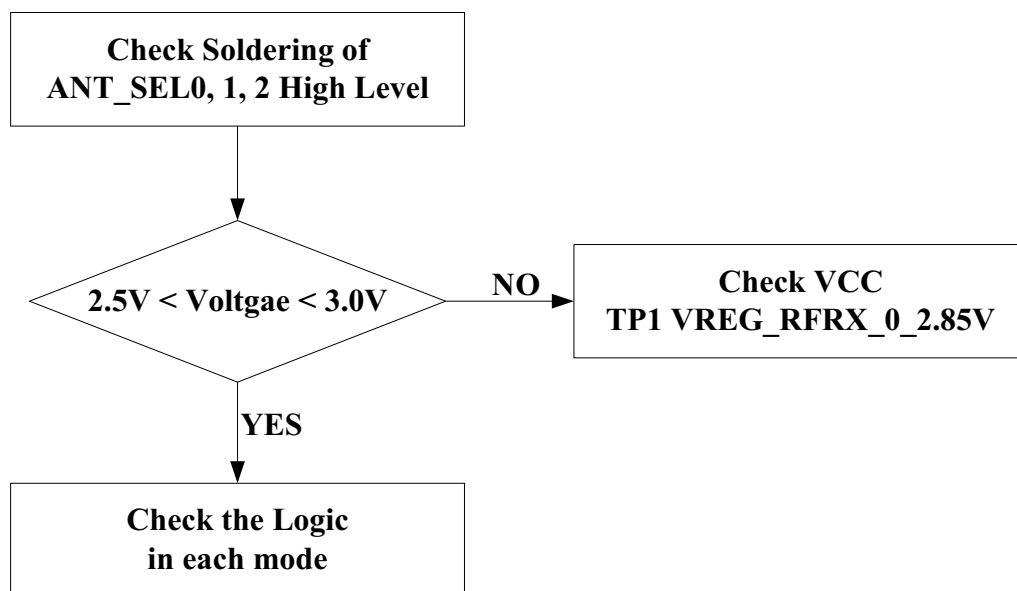 Check Soldering of
ANT_SEL0, 1, 2 High Level
2.5V < Voltgae < 3.0V
NO
Check VCC
TP1 VREG_RFRX_0_2.85V
YES
Check the Logic
in each mode